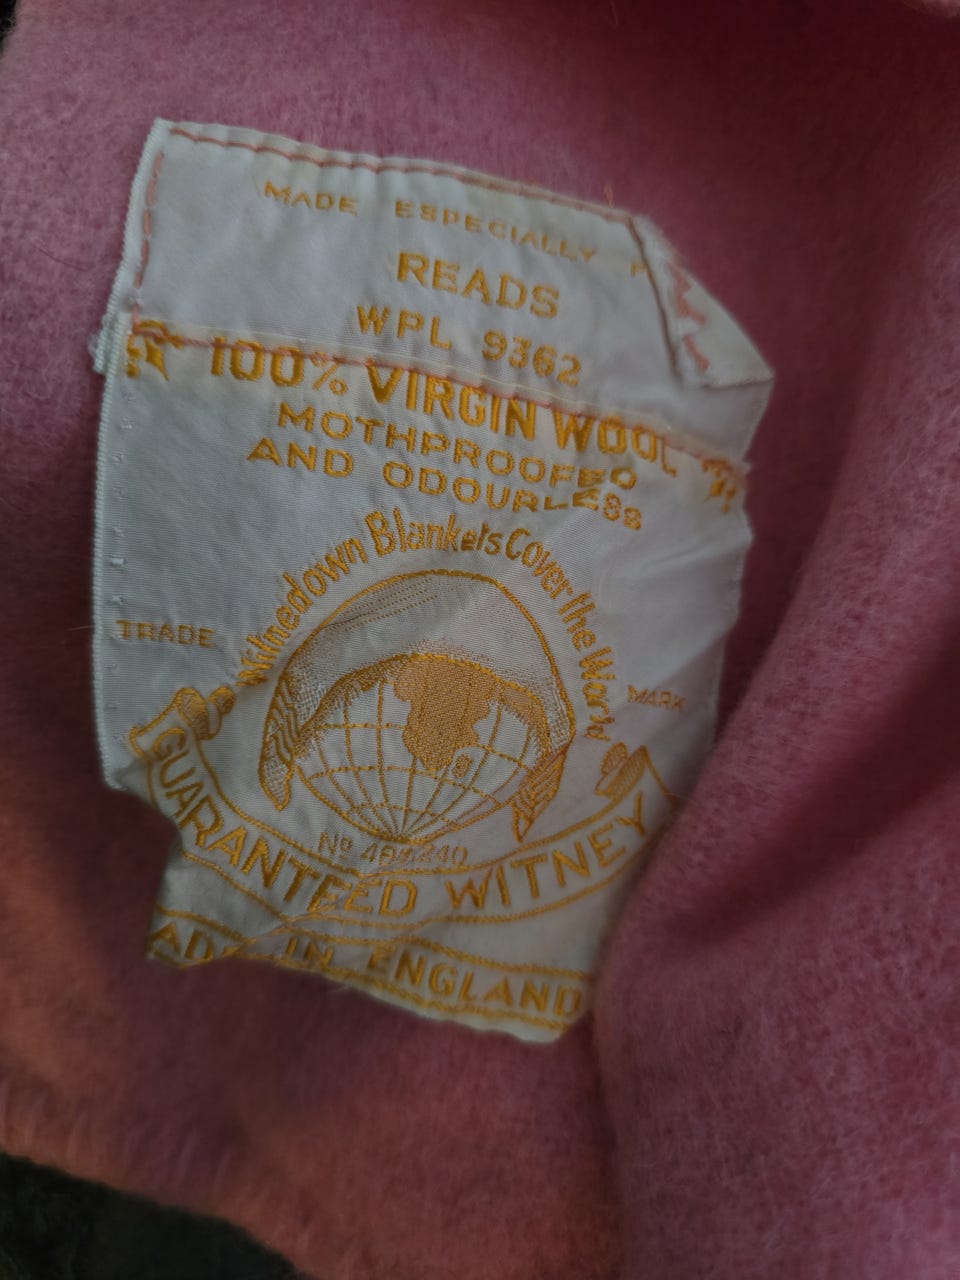 MADE ESPECIALLY
READS
WPL 9362
100% VIRGIN WOOL
MOTHPROOFED
AND ODOURLESS
Witnedown Blankets Cover the World
TRADE MARK
GUARANTEED WITNEY
IN ENGLAND